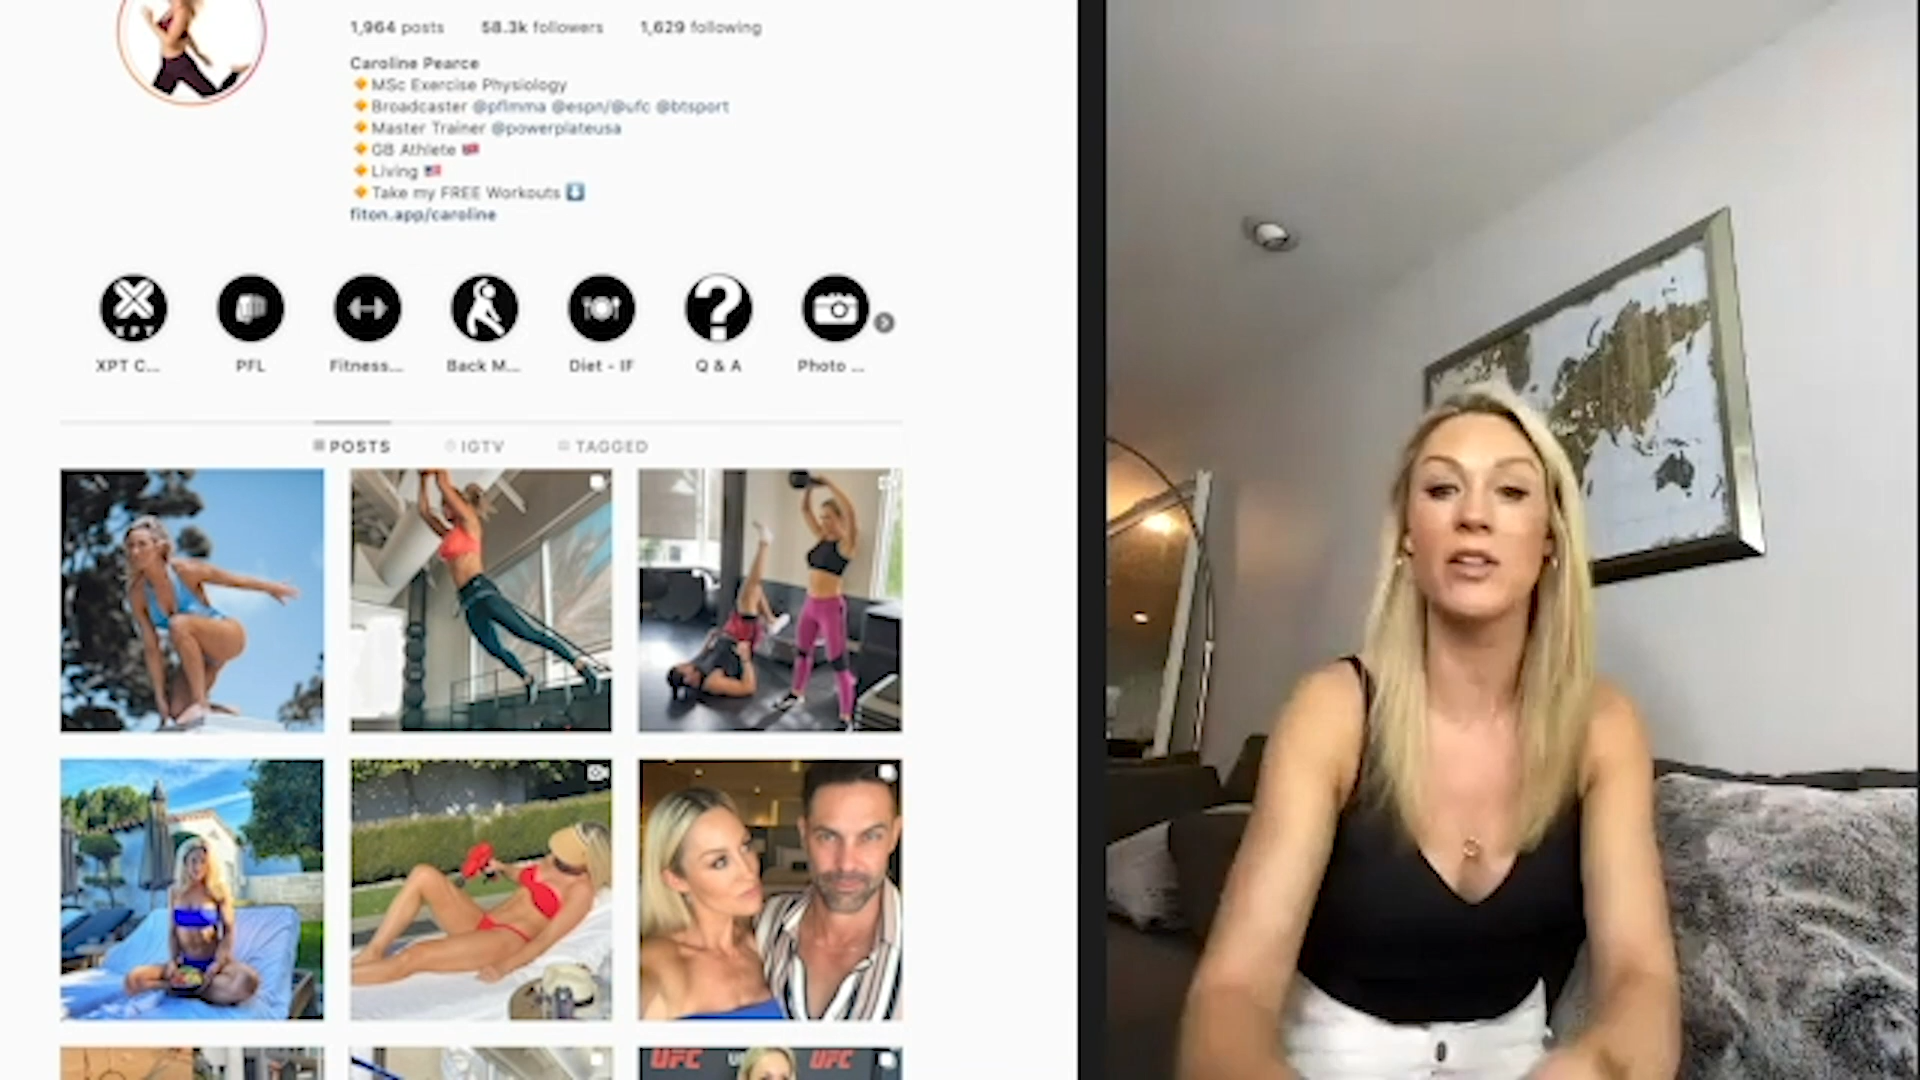 1,964 posts 58.3k followers 1,629 following
Caroline Pearce
MSc Exercise Physiology
Broadcaster @pflmma @espn/@ufc @btsport
Master Trainer @powerplateusa
GB Athlete
Living
Take my FREE Workouts
fiton.app/caroline
XPT
XPT C... PFL Fitness... Back M... Diet - IF Q & A Photo ...
POSTS IGTV TAGGED
UFC UFC